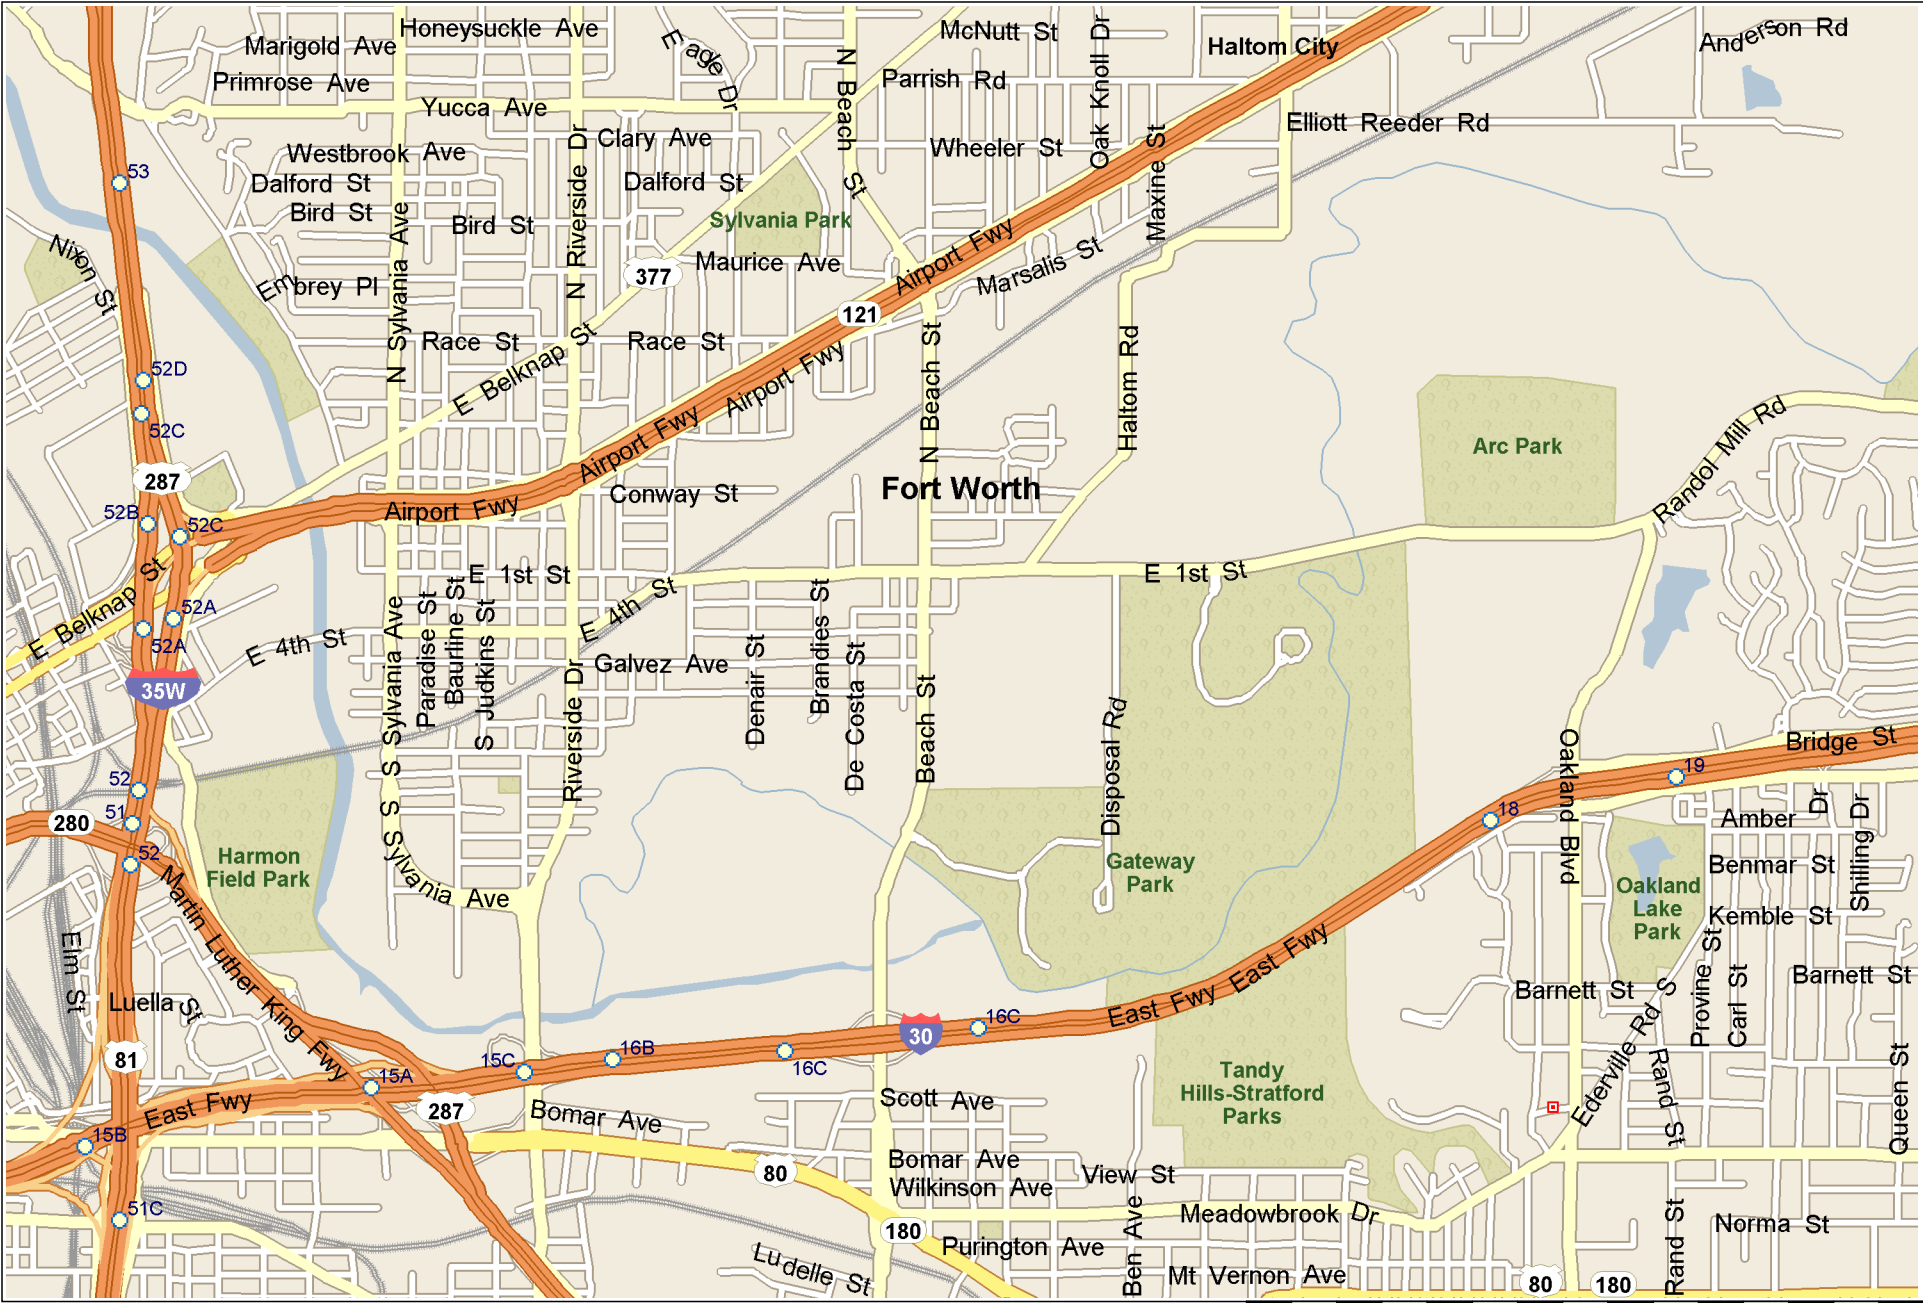 Honeysuckle Ave
McNutt St
Anderson Rd
Marigold Ave
Eagle Dr
Haltom City
N Beach St
Oak Knoll Dr
Primrose Ave
Parrish Rd
Yucca Ave
Elliott Reeder Rd
Clary Ave
Westbrook Ave
Wheeler St
53
Dalford St
Dalford St
N Riverside Dr
Maxine St
Bird St
Bird St
Sylvania Park
N Sylvania Ave
Nixon St
Embrey Pl
377
Maurice Ave
Airport Fwy
Marsalis St
121
Race St
Race St
52D
E Belknap St
Airport Fwy
N Beach St
Haltom Rd
52C
Airport Fwy
Arc Park
Randol Mill Rd
287
Conway St
Fort Worth
52B
52C
Airport Fwy
E Belknap St
E 1st St
E 1st St
52A
52A
E 4th St
E 4th St
S Sylvania Ave
Paradise St
Baurline St
S Judkins St
Galvez Ave
Denair St
Brandies St
De Costa St
35W
Riverside Dr
Beach St
Disposal Rd
Oakland Blvd
Bridge St
52
19
51
280
18
Amber Dr
Shilling Dr
52
Harmon
Field Park
S Sylvania Ave
Gateway
Park
Benmar St
Oakland
Lake
Park
Kemble St
Martin Luther King Fwy
Elm St
Luella St
East Fwy
East Fwy
Barnett St
Barnett St
Provine St
Carl St
81
30
16C
15C
16B
16C
15A
Ederville Rd S
Rand St
Queen St
East Fwy
287
Bomar Ave
Scott Ave
Tandy
Hills-Stratford
Parks
15B
80
Bomar Ave
Wilkinson Ave
View St
51C
180
Meadowbrook Dr
Norma St
Ben Ave
Rand St
Purington Ave
Ludelle St
Mt Vernon Ave
80
180